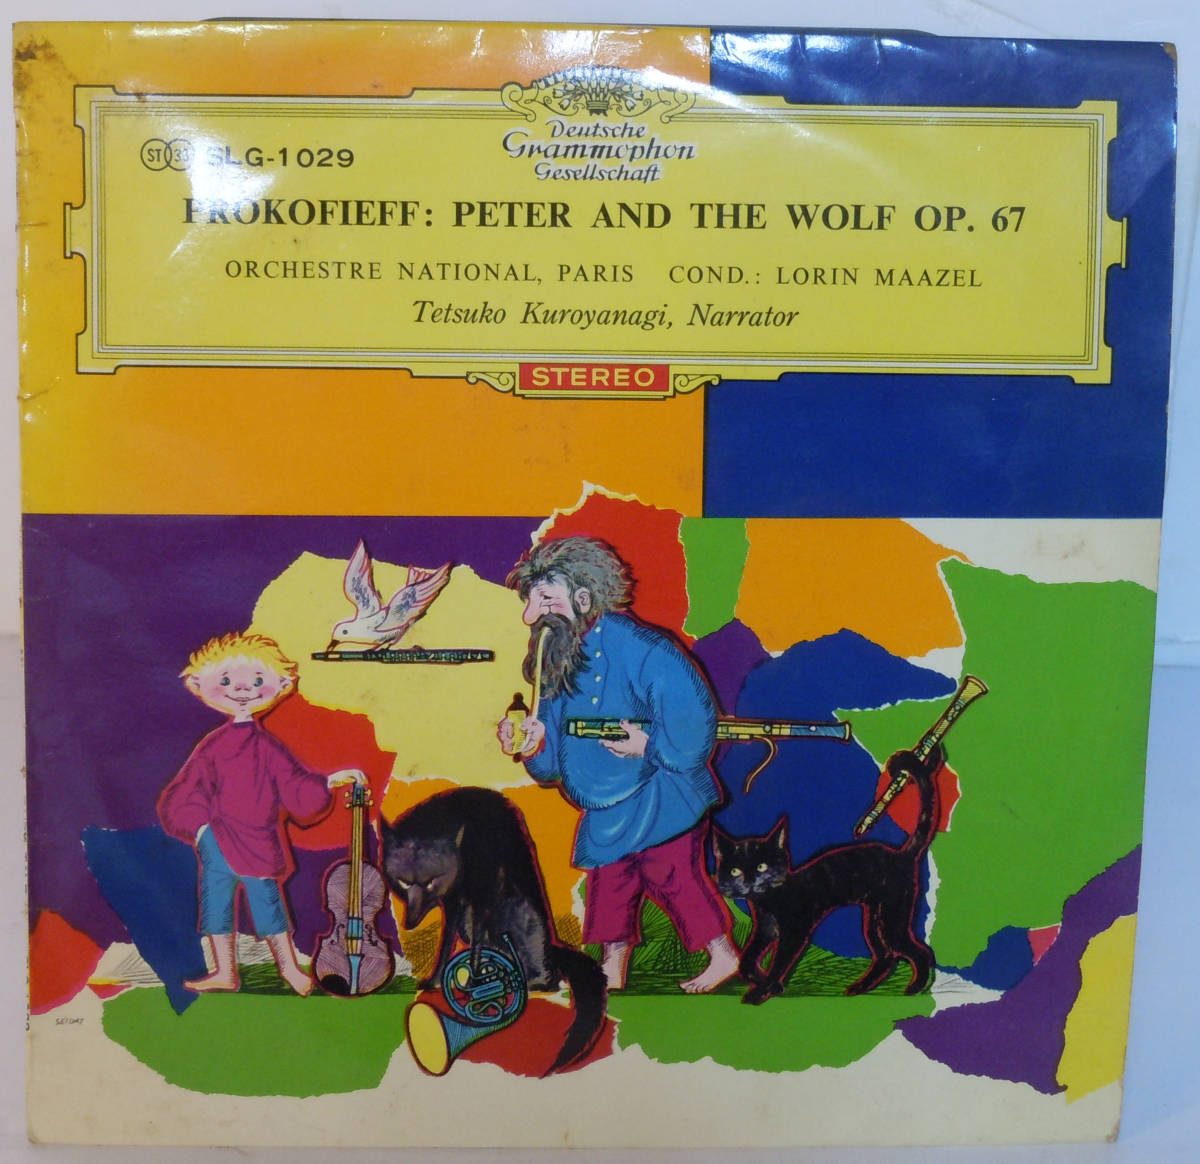 Deutsche
Grammophon
Gesellschaft
ST 33 SLG-1029
PROKOFIEFF: PETER AND THE WOLF OP. 67
ORCHESTRE NATIONAL, PARIS COND.: LORIN MAAZEL
Tetsuko Kuroyanagi, Narrator
STEREO